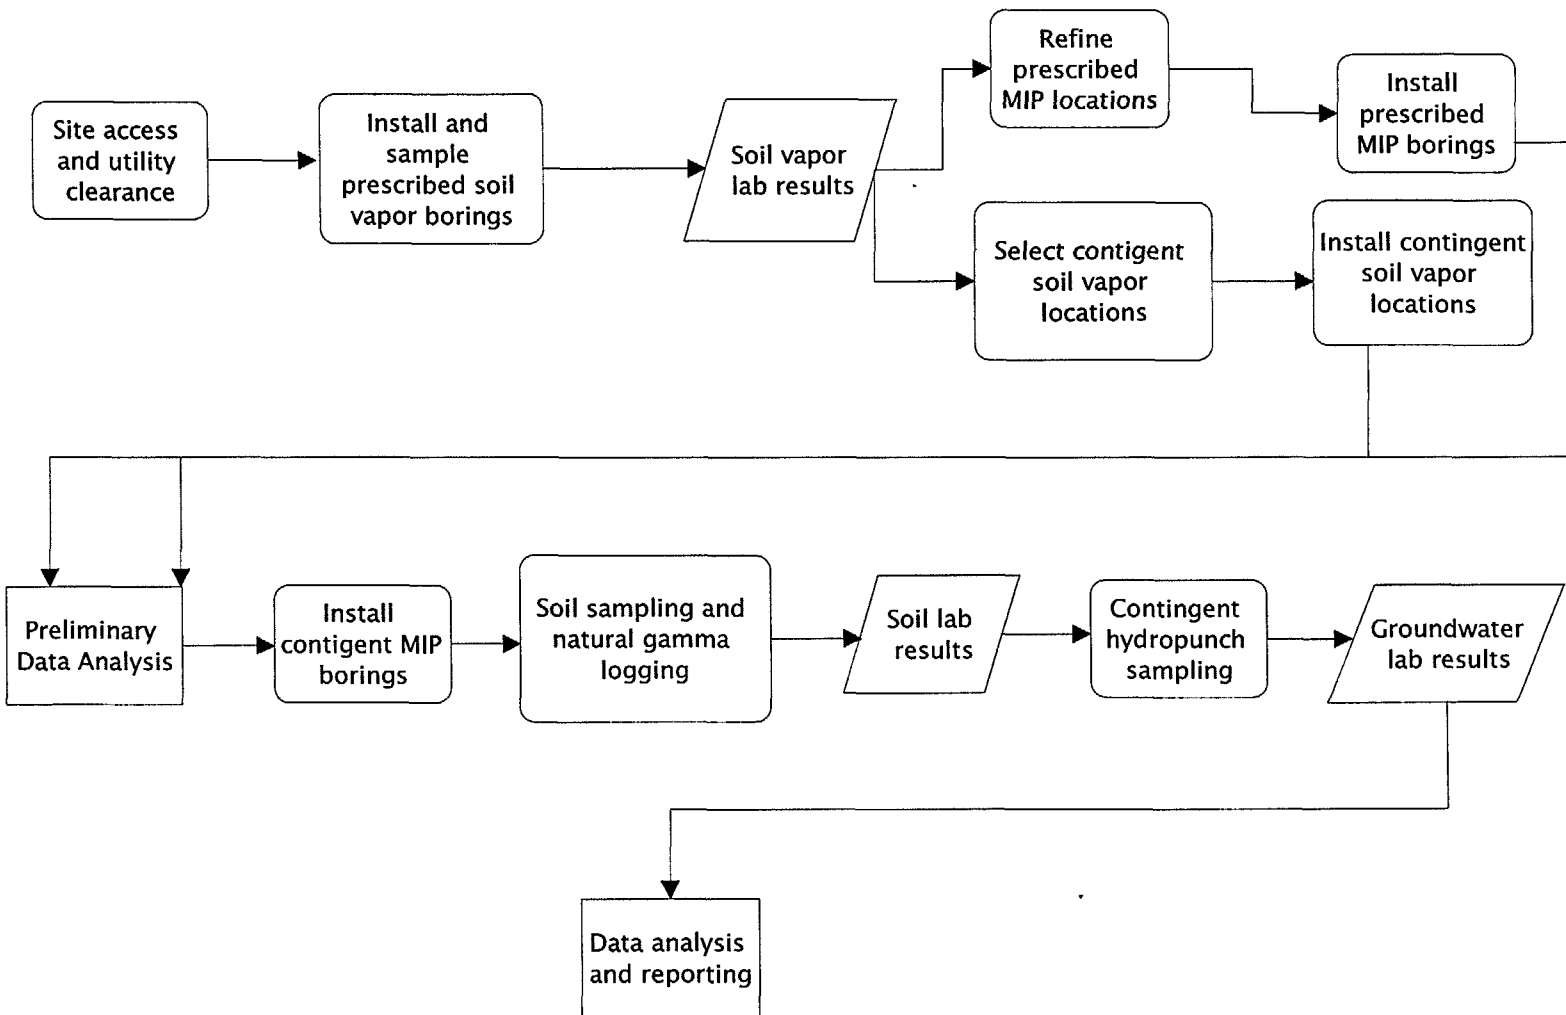 Site access
and utility
clearance
Install and
sample
prescribed soil
vapor borings
Soil vapor
lab results
Refine
prescribed
MIP locations
Install
prescribed
MIP borings
Select contigent
soil vapor
locations
Install contingent
soil vapor
locations
Preliminary
Data Analysis
Install
contigent MIP
borings
Soil sampling and
natural gamma
logging
Soil lab
results
Contingent
hydropunch
sampling
Groundwater
lab results
Data analysis
and reporting